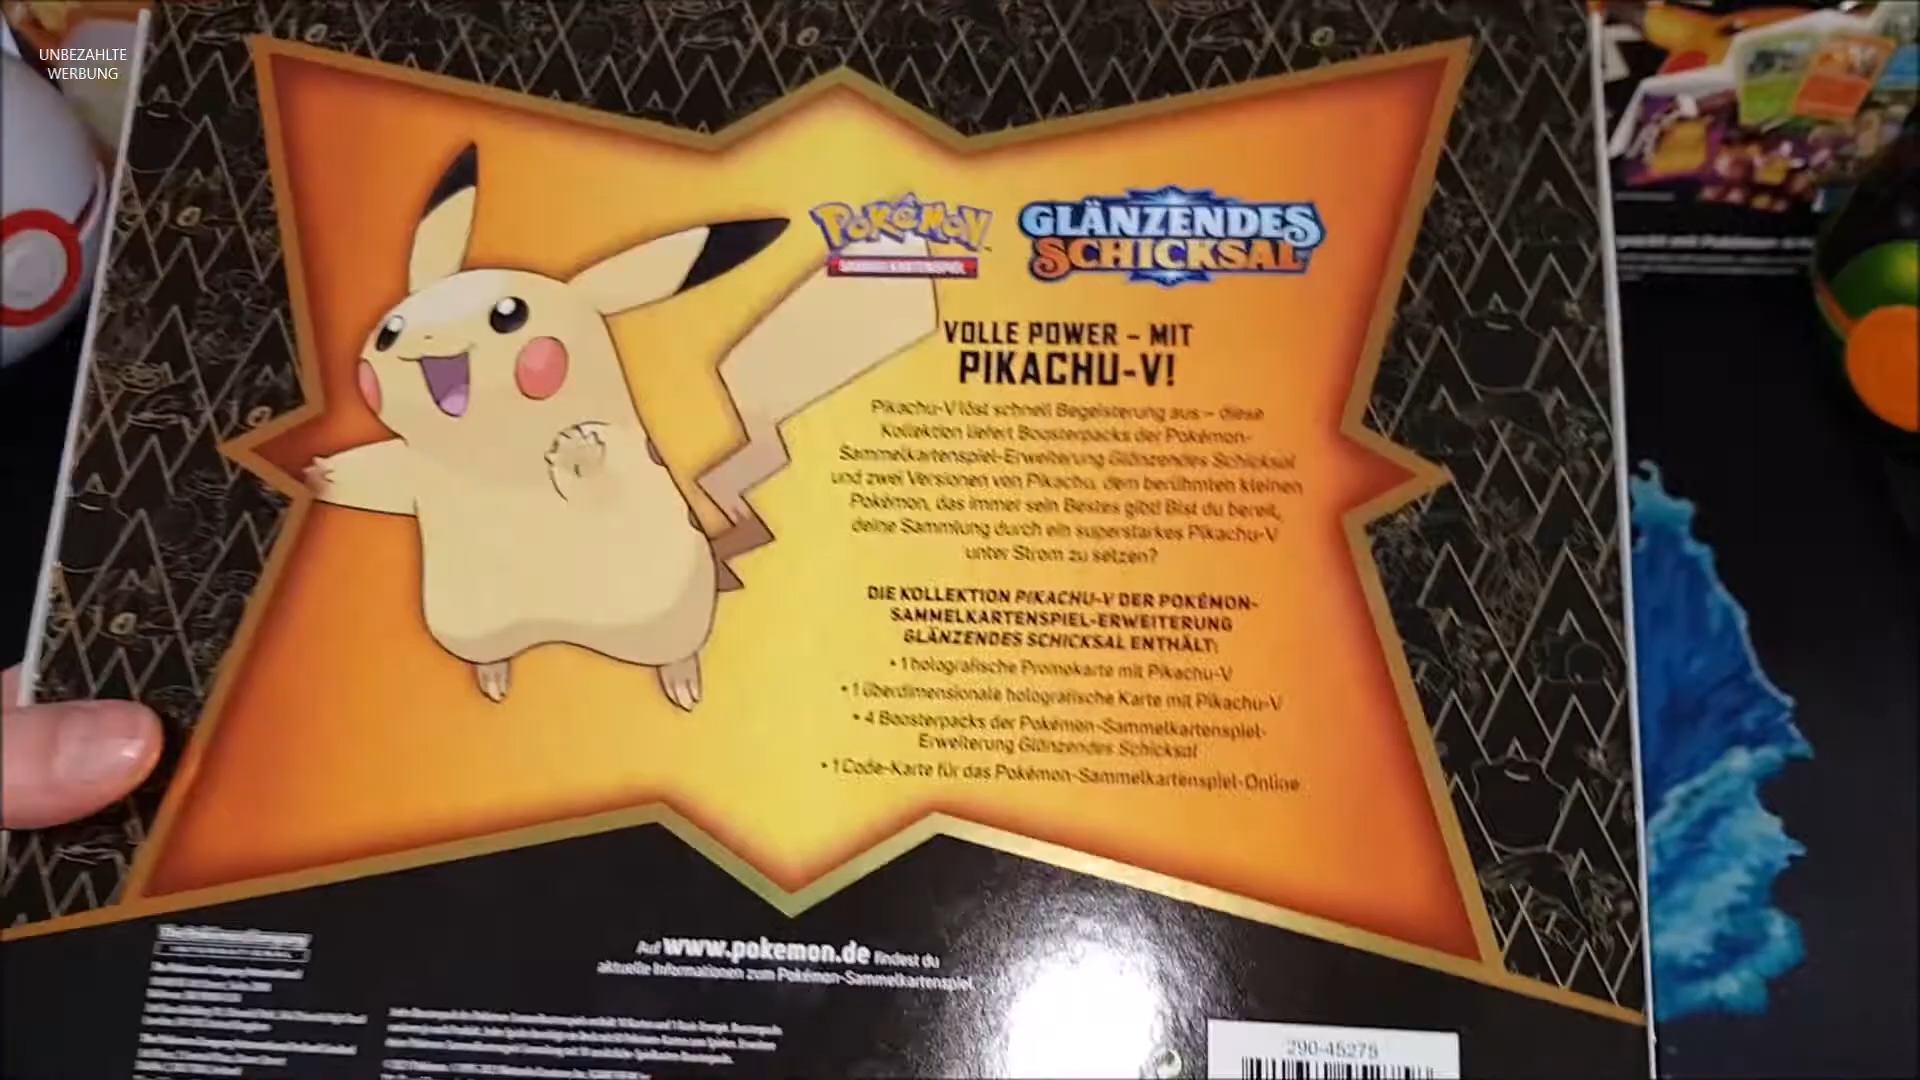 UNBEZAHLTE
WERBUNG
POKÉMON
SAMMELKARTENSPIEL
GLÄNZENDES
SCHICKSAL
VOLLE POWER – MIT
PIKACHU-V!
Pikachu-V löst schnell Begeisterung aus – diese
Kollektion liefert Boosterpacks der Pokémon-
Sammelkartenspiel-Erweiterung Glänzendes Schicksal
und zwei Versionen von Pikachu, dem berühmten kleinen
Pokémon, das immer sein Bestes gibt! Bist du bereit,
deine Sammlung durch ein superstarkes Pikachu-V
unter Strom zu setzen?
DIE KOLLEKTION PIKACHU-V DER POKÉMON-
SAMMELKARTENSPIEL-ERWEITERUNG
GLÄNZENDES SCHICKSAL ENTHÄLT:
• 1 holografische Promokarte mit Pikachu-V
• 1 überdimensionale holografische Karte mit Pikachu-V
• 4 Boosterpacks der Pokémon-Sammelkartenspiel-
Erweiterung Glänzendes Schicksal
• 1 Code-Karte für das Pokémon-Sammelkartenspiel-Online
Auf www.pokemon.de findest du
aktuelle Informationen zum Pokémon-Sammelkartenspiel.
290-45275